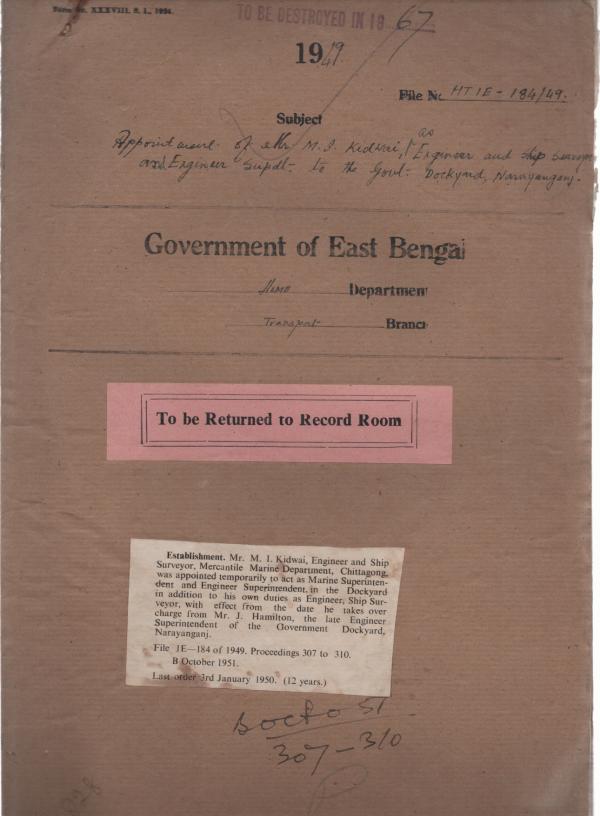 Form No. XXXVIII, S. I., 1934.
TO BE DESTROYED IN 19 67
1949.
File No. HT 1E - 184/49.
Subject
Appointment of Mr. M. I. Kidwai, as Engineer and ship surveyor
and Engineer Supdt. to the Govt. Dockyard, Narayanganj.
Government of East Bengal
Home Department
Transport Branch
To be Returned to Record Room
Establishment. Mr. M. I. Kidwai, Engineer and Ship
Surveyor, Mercantile Marine Department, Chittagong,
was appointed temporarily to act as Marine Superinten-
dent and Engineer Superintendent, in the Dockyard
in addition to his own duties as Engineer, Ship Sur-
veyor, with effect from the date he takes over
charge from Mr. J. Hamilton, the late Engineer
Superintendent of the Government Dockyard,
Narayanganj.
File 1E—184 of 1949. Proceedings 307 to 310.
B October 1951.
Last order 3rd January 1950. (12 years.)
B Octo 51
307-310